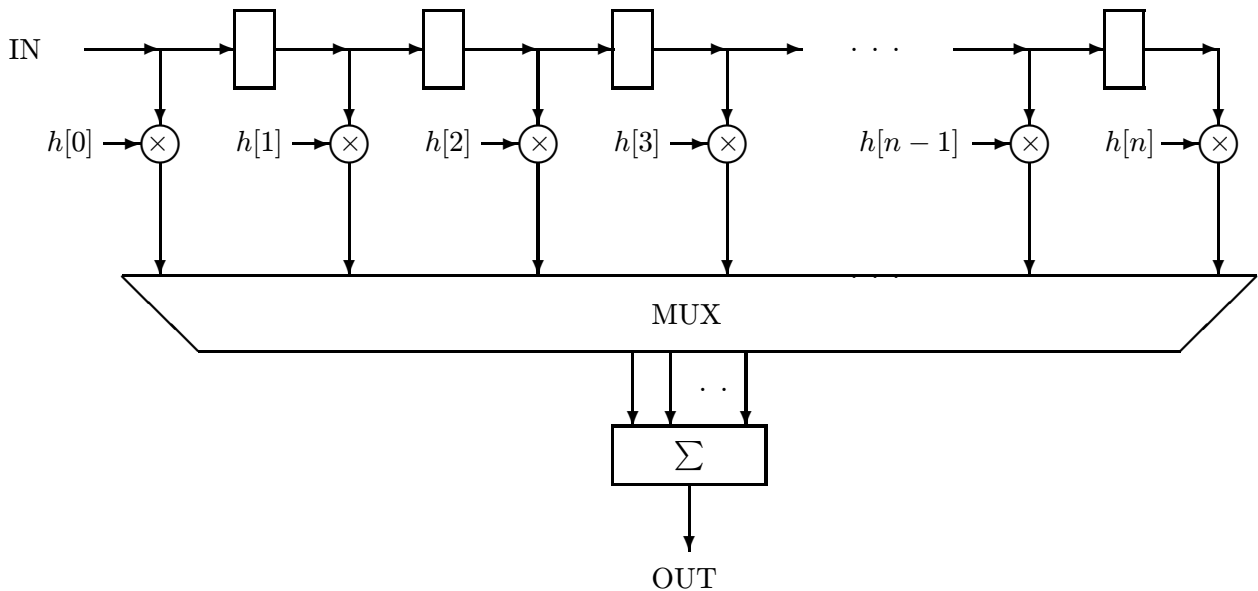 IN
. . .
h[0] × h[1] × h[2] × h[3] × h[n − 1] × h[n] ×
. . .
MUX
. .
∑
OUT